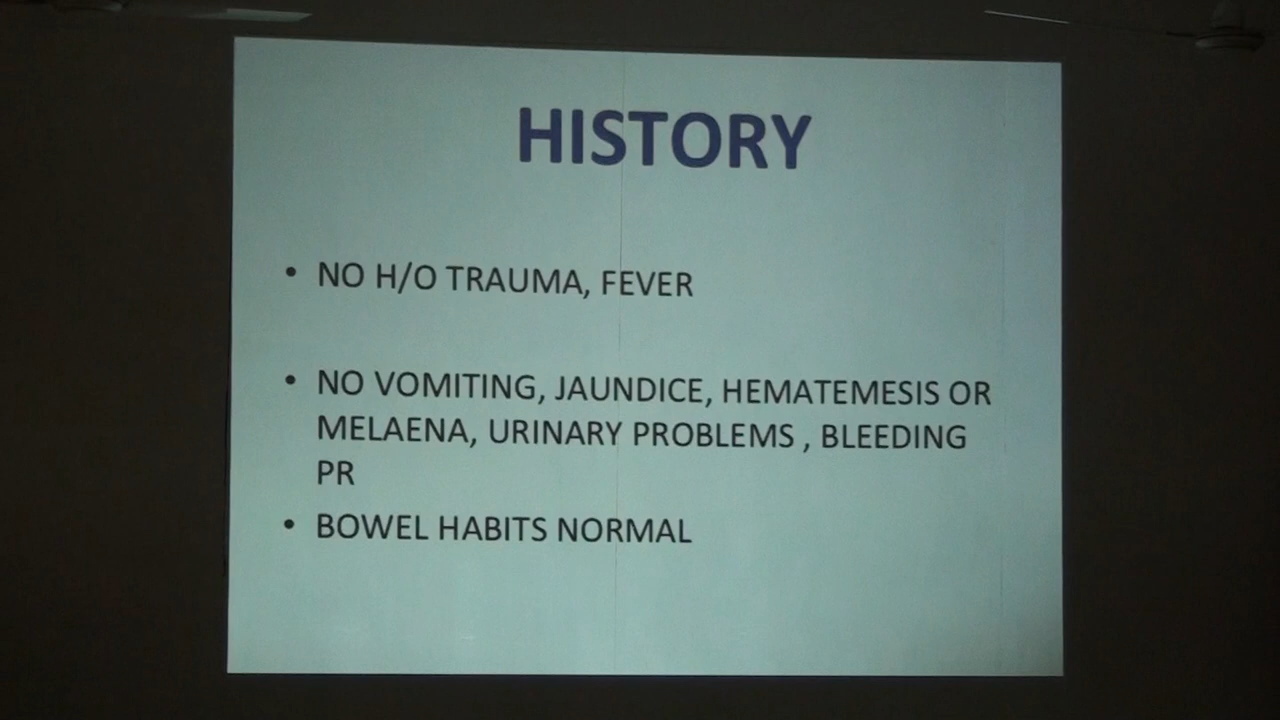 HISTORY
• NO H/O TRAUMA, FEVER
• NO VOMITING, JAUNDICE, HEMATEMESIS OR
MELAENA, URINARY PROBLEMS , BLEEDING
PR
• BOWEL HABITS NORMAL